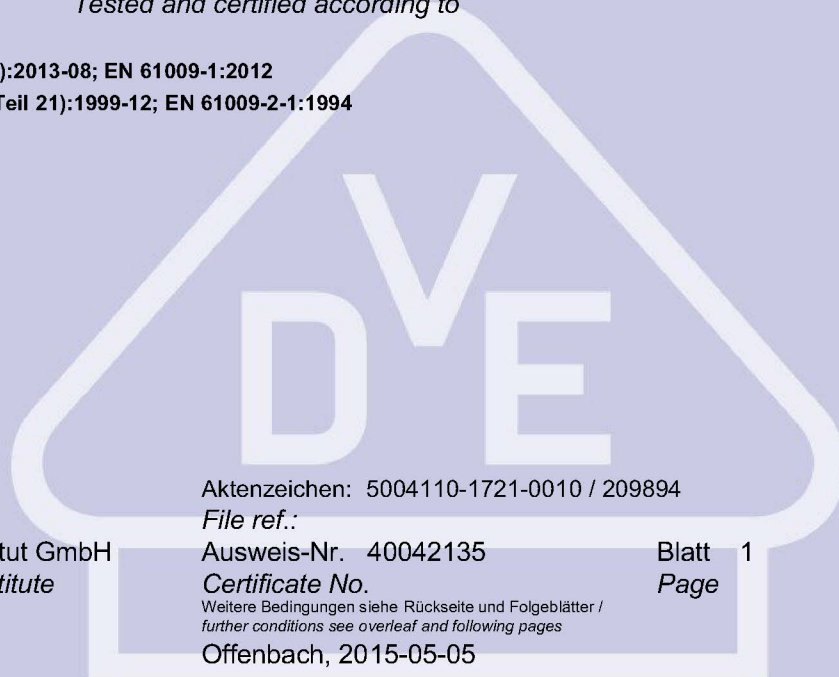 Tested and certified according to
):2013-08; EN 61009-1:2012
Teil 21):1999-12; EN 61009-2-1:1994
VDE
Aktenzeichen: 5004110-1721-0010 / 209894
File ref.:
tut GmbH Ausweis-Nr. 40042135 Blatt 1
titute Certificate No. Page
Weitere Bedingungen siehe Rückseite und Folgeblätter /
further conditions see overleaf and following pages
Offenbach, 2015-05-05